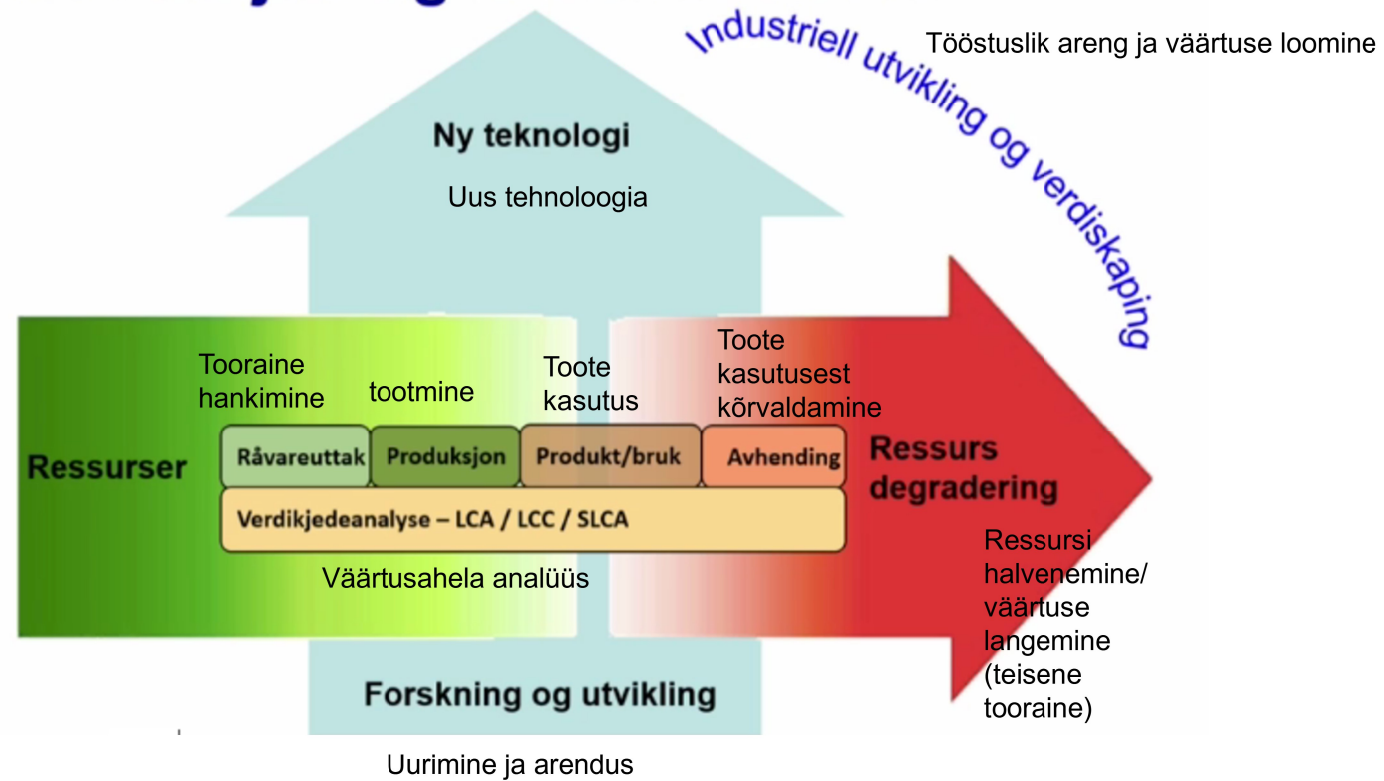 Industriell utvikling og verdiskaping
Tööstuslik areng ja väärtuse loomine
Ny teknologi
Uus tehnoloogia
Tooraine
hankimine
tootmine
Toote
kasutus
Toote
kasutusest
kõrvaldamine
Ressurser
Råvareuttak
Produksjon
Produkt/bruk
Avhending
Ressurs
degradering
Verdikjedeanalyse – LCA / LCC / SLCA
Väärtusahela analüüs
Ressursi
halvenemine/
väärtuse
langemine
(teisene
tooraine)
Forskning og utvikling
Uurimine ja arendus